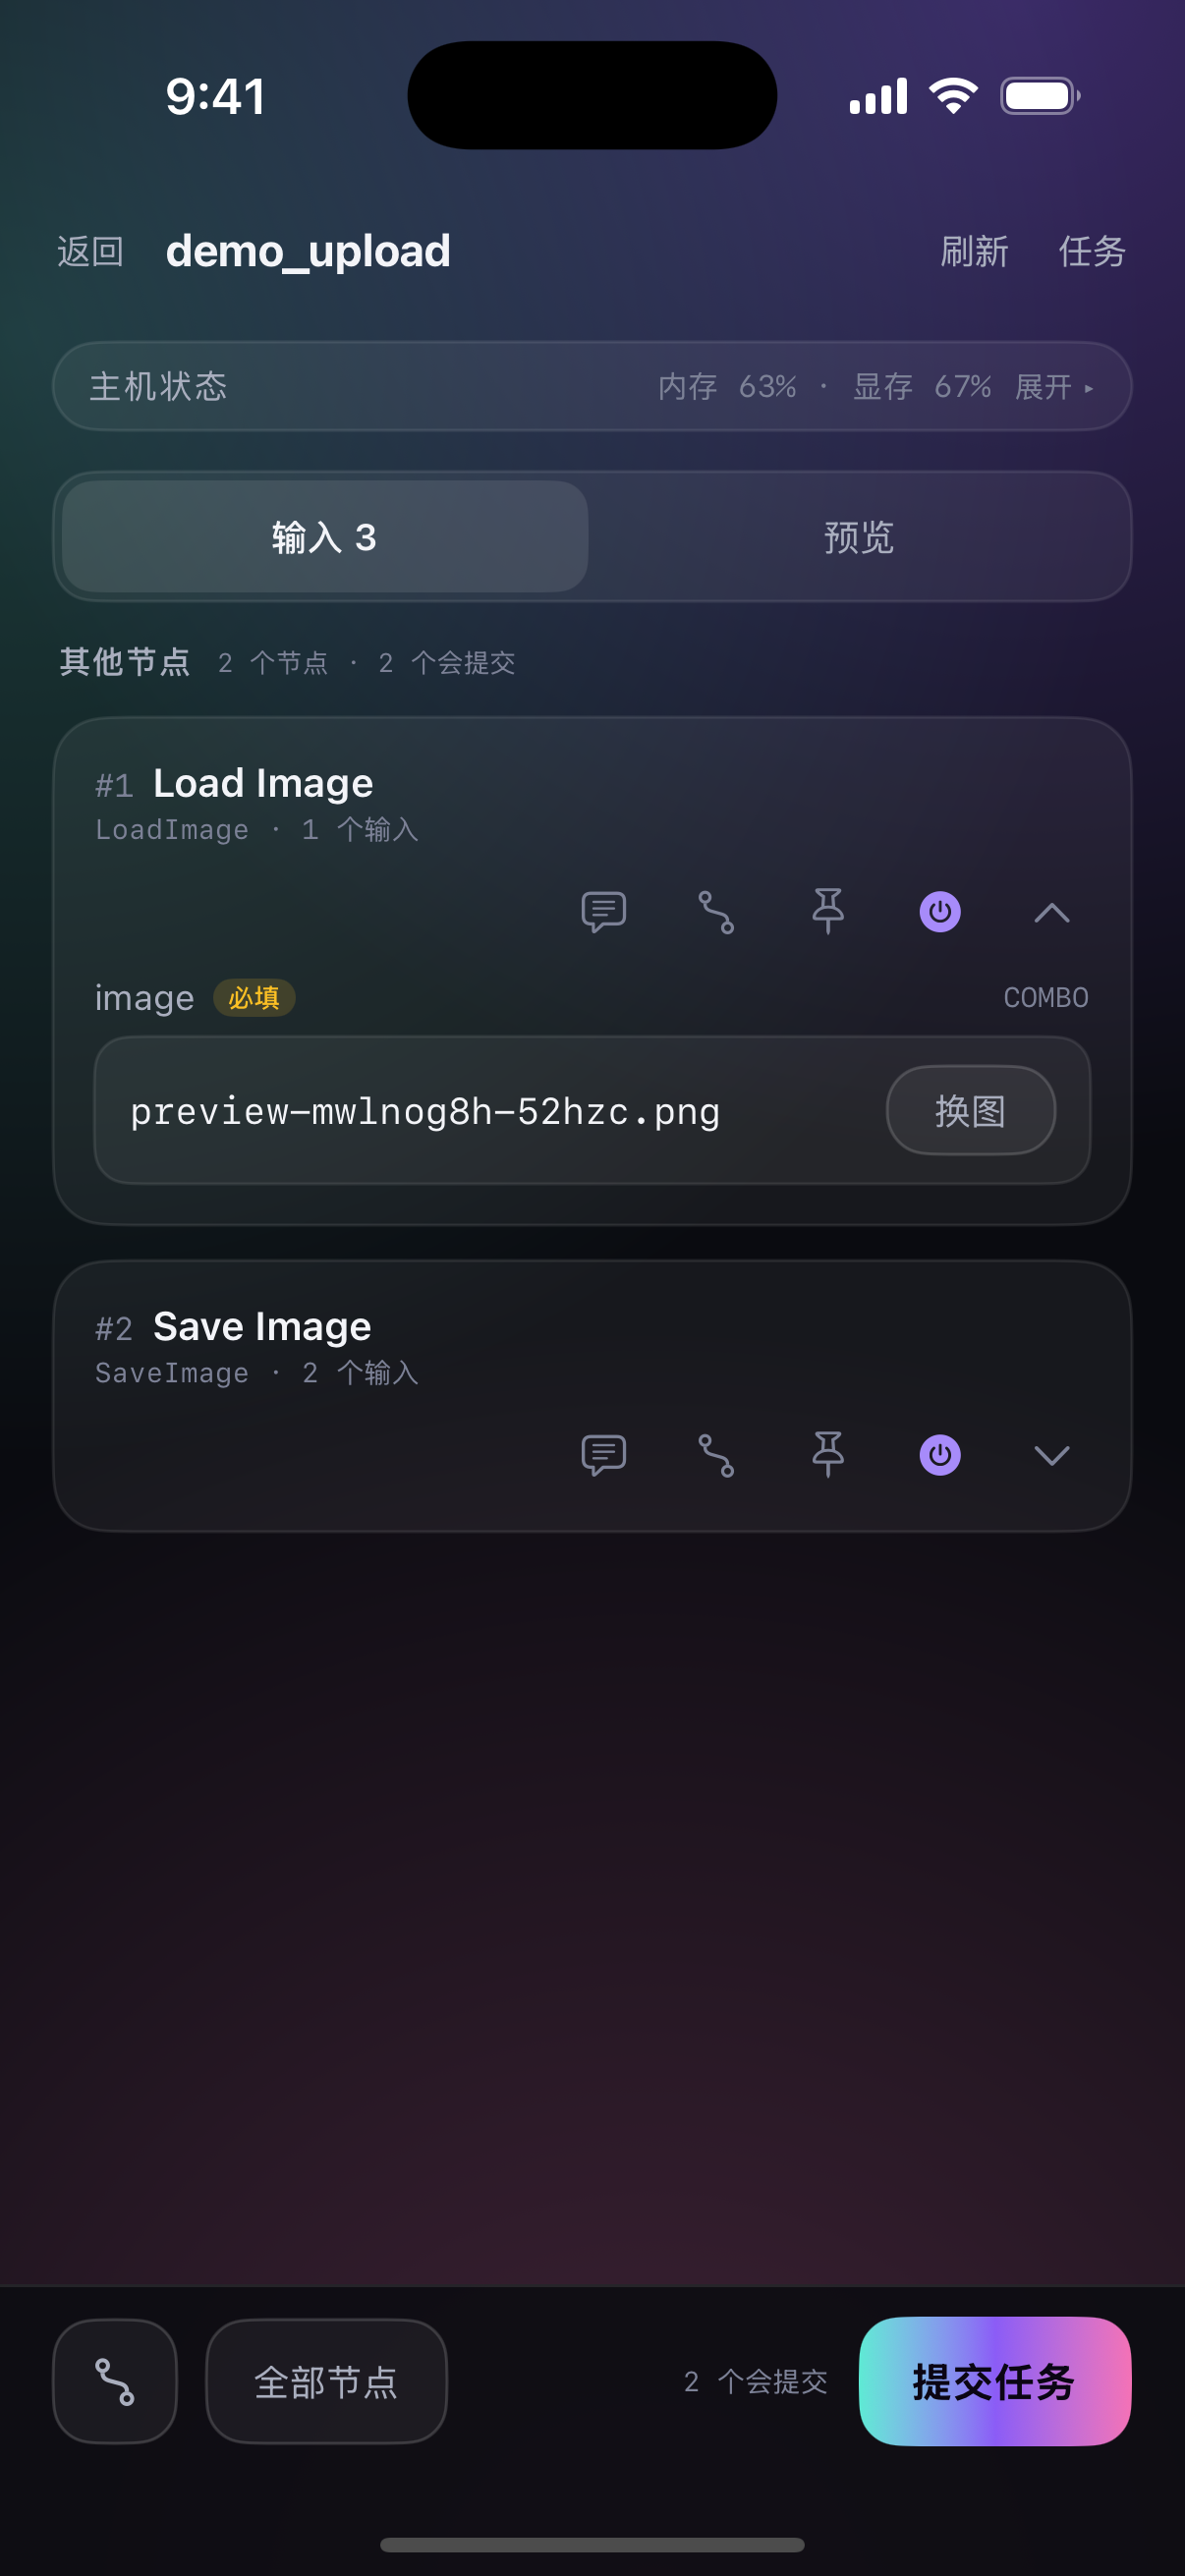 9:41
返回 demo_upload 刷新 任务
主机状态 内存 63% · 显存 67% 展开 ▸
输入 3 预览
其他节点 2 个节点 · 2 个会提交
#1 Load Image
LoadImage · 1 个输入
image 必填 COMBO
preview-mwlnog8h-52hzc.png 换图
#2 Save Image
SaveImage · 2 个输入
全部节点 2 个会提交 提交任务